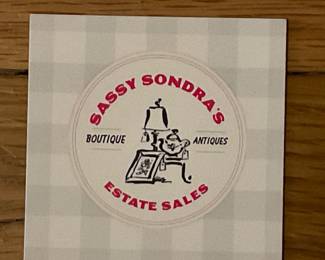 SASSY SONDRA'S
BOUTIQUE
ANTIQUES
ESTATE SALES